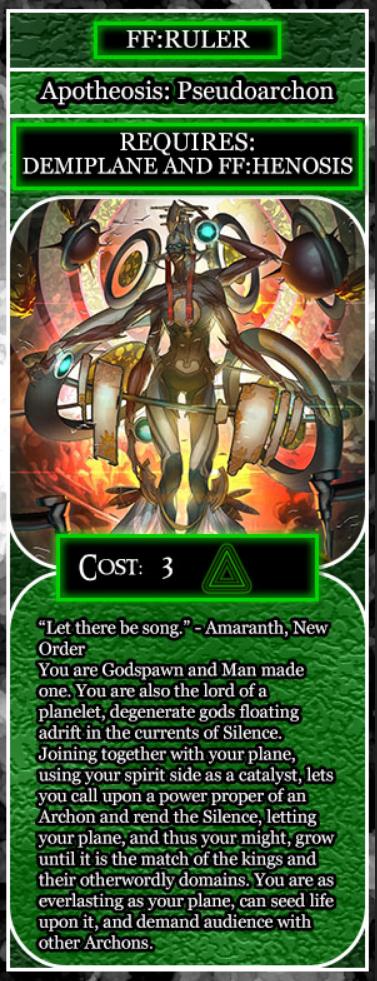 FF:RULER
Apotheosis: Pseudoarchon
REQUIRES:
DEMIPLANE AND FF:HENOSIS
COST: 3
“Let there be song.” - Amaranth, New
Order
You are Godspawn and Man made
one. You are also the lord of a
planelet, degenerate gods floating
adrift in the currents of Silence.
Joining together with your plane,
using your spirit side as a catalyst, lets
you call upon a power proper of an
Archon and rend the Silence, letting
your plane, and thus your might, grow
until it is the match of the kings and
their otherwordly domains. You are as
everlasting as your plane, can seed life
upon it, and demand audience with
other Archons.